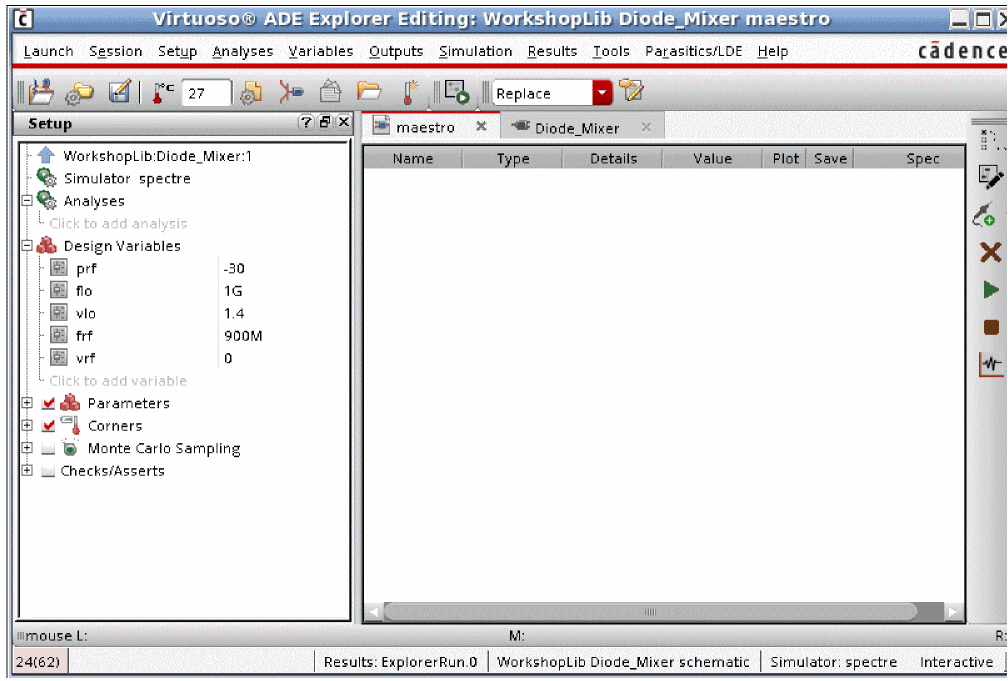 Virtuoso® ADE Explorer Editing: WorkshopLib Diode_Mixer maestro
Launch Session Setup Analyses Variables Outputs Simulation Results Tools Parasitics/LDE Help cādence
27 Replace
Setup
maestro Diode_Mixer
Name Type Details Value Plot Save Spec
WorkshopLib:Diode_Mixer:1
Simulator spectre
Analyses
Click to add analysis
Design Variables
prf -30
flo 1G
vlo 1.4
frf 900M
vrf 0
Click to add variable
Parameters
Corners
Monte Carlo Sampling
Checks/Asserts
mouse L: M: R:
24(62) Results: ExplorerRun.0 WorkshopLib Diode_Mixer schematic Simulator: spectre Interactive